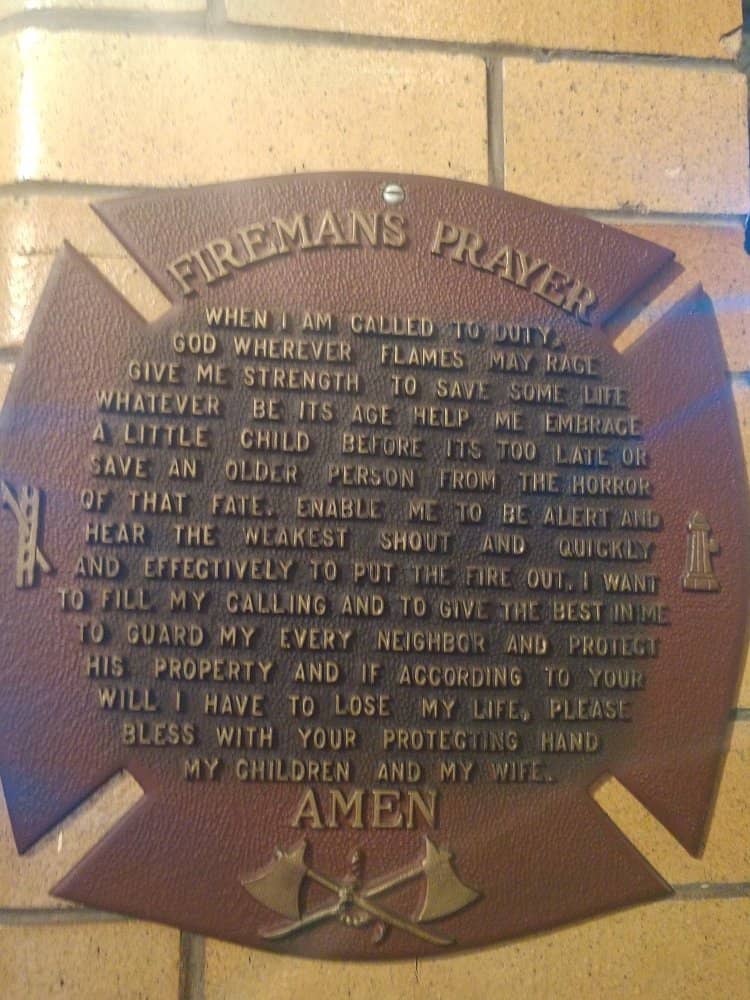 FIREMANS PRAYER
WHEN I AM CALLED TO DUTY,
GOD WHEREVER FLAMES MAY RAGE
GIVE ME STRENGTH TO SAVE SOME LIFE
WHATEVER BE ITS AGE HELP ME EMBRACE
A LITTLE CHILD BEFORE ITS TOO LATE OR
SAVE AN OLDER PERSON FROM THE HORROR
OF THAT FATE. ENABLE ME TO BE ALERT AND
HEAR THE WEAKEST SHOUT AND QUICKLY
AND EFFECTIVELY TO PUT THE FIRE OUT. I WANT
TO FILL MY CALLING AND TO GIVE THE BEST IN ME
TO GUARD MY EVERY NEIGHBOR AND PROTECT
HIS PROPERTY AND IF ACCORDING TO YOUR
WILL I HAVE TO LOSE MY LIFE, PLEASE
BLESS WITH YOUR PROTECTING HAND
MY CHILDREN AND MY WIFE.
AMEN